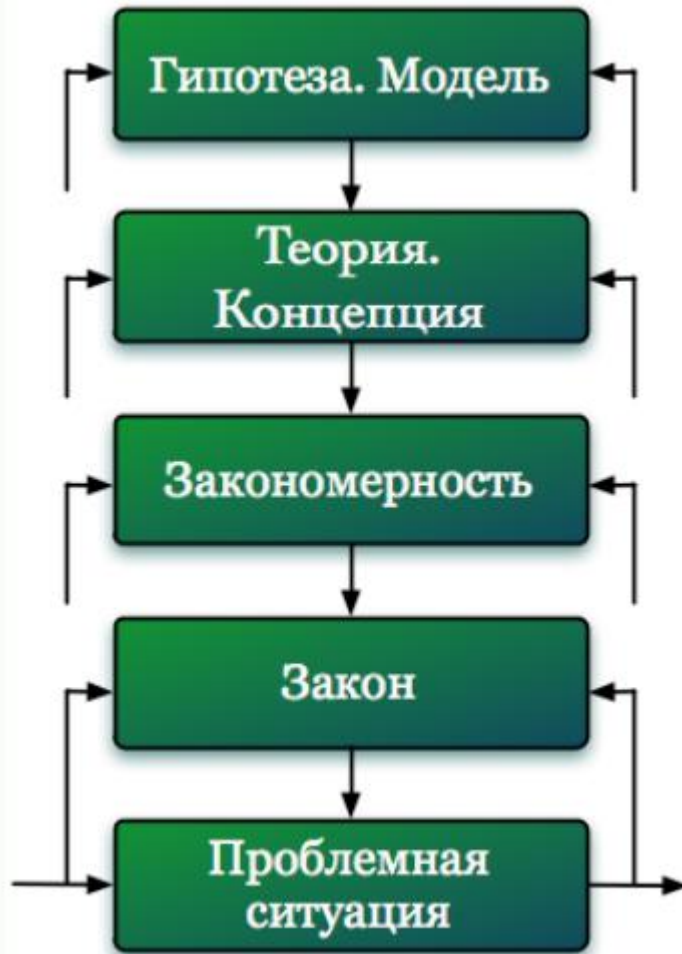 Гипотеза. Модель
Теория.
Концепция
Закономерность
Закон
Проблемная
ситуация